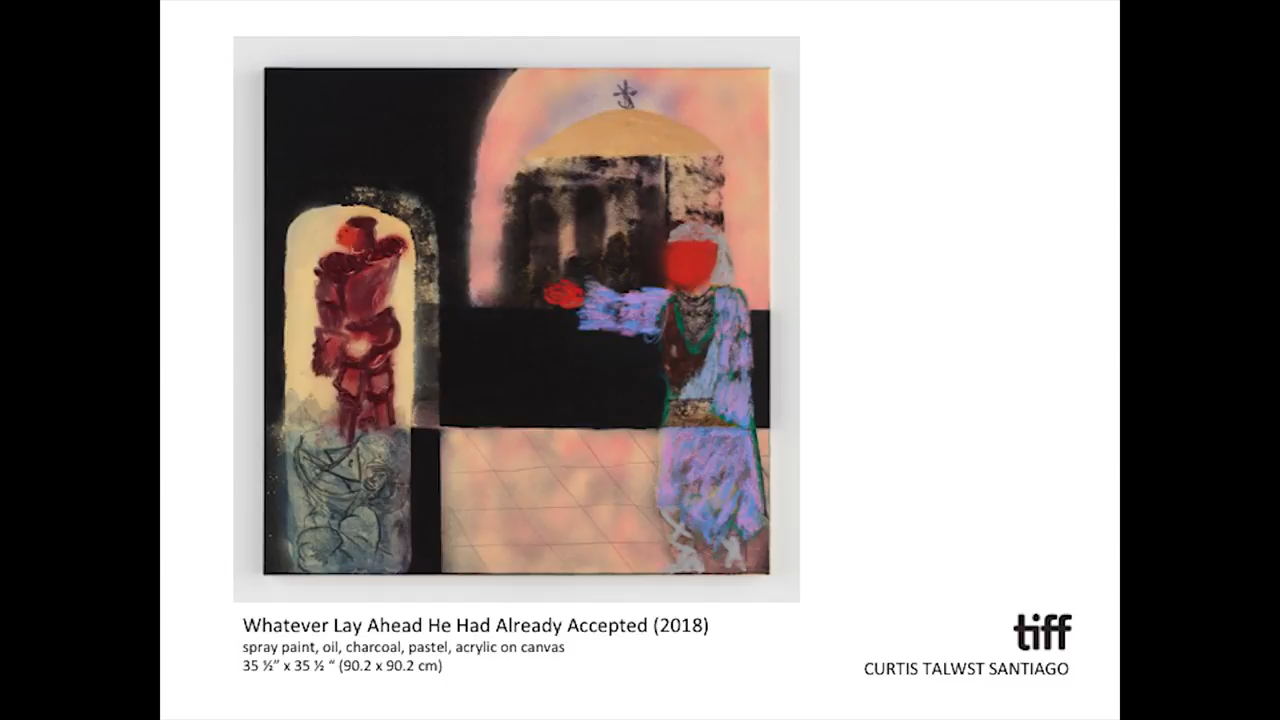 Whatever Lay Ahead He Had Already Accepted (2018)
spray paint, oil, charcoal, pastel, acrylic on canvas
35 ½” x 35 ½ “ (90.2 x 90.2 cm)
tiff
CURTIS TALWST SANTIAGO